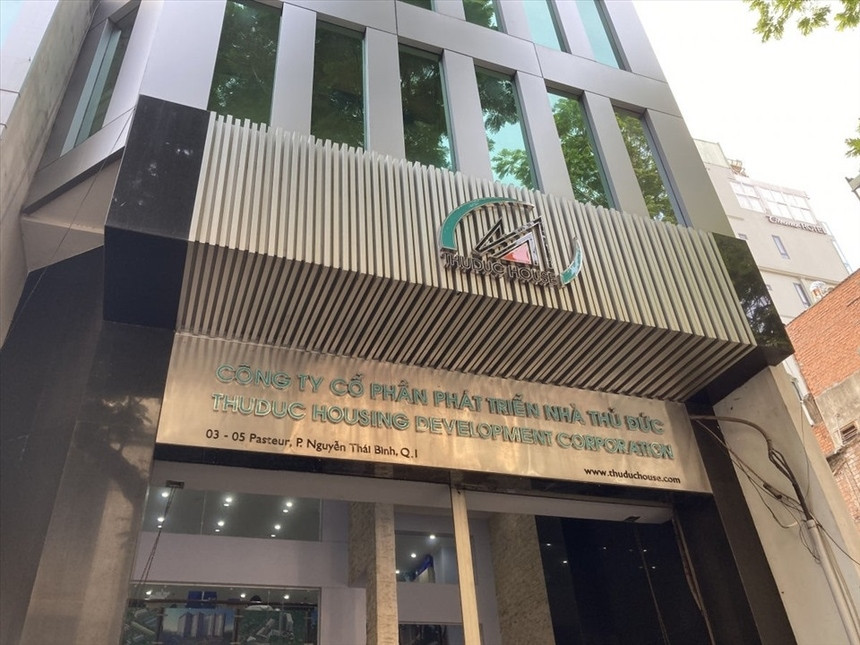 THUDUC HOUSE
CÔNG TY CỔ PHẦN PHÁT TRIỂN NHÀ THỦ ĐỨC
THUDUC HOUSING DEVELOPMENT CORPORATION
03 - 05 Pasteur, P. Nguyễn Thái Bình, Q.1
www.thuduchouse.com
HOTEL